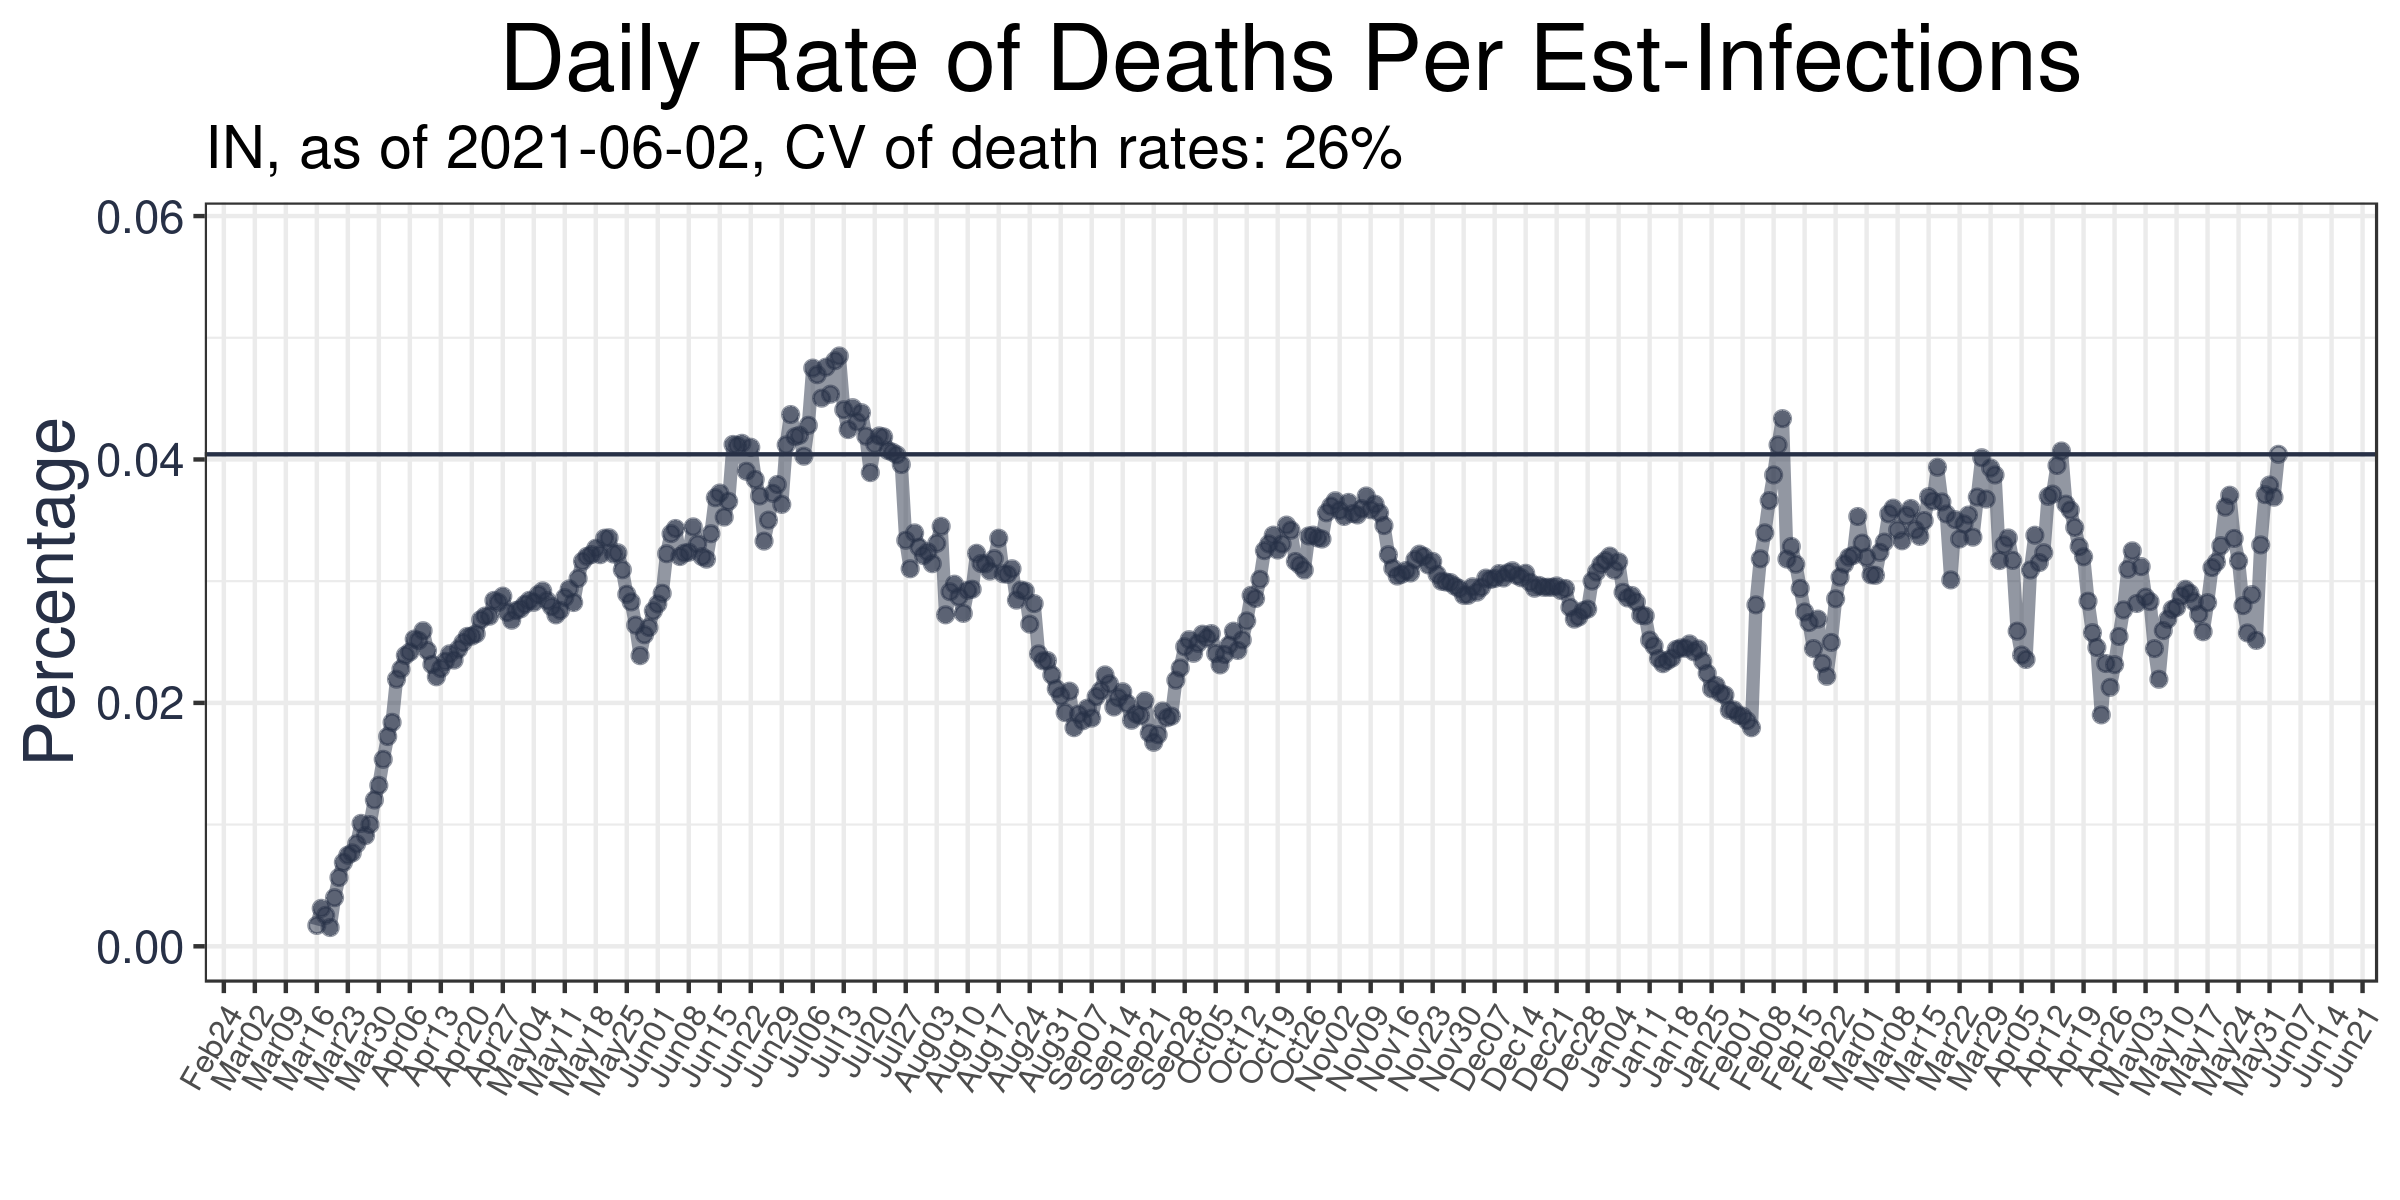 Daily Rate of Deaths Per Est-Infections
IN, as of 2021-06-02, CV of death rates: 26%
Percentage
0.06
0.04
0.02
0.00
Feb24
Mar02
Mar09
Mar16
Mar23
Mar30
Apr06
Apr13
Apr20
Apr27
May04
May11
May18
May25
Jun01
Jun08
Jun15
Jun22
Jun29
Jul06
Jul13
Jul20
Jul27
Aug03
Aug10
Aug17
Aug24
Aug31
Sep07
Sep14
Sep21
Sep28
Oct05
Oct12
Oct19
Oct26
Nov02
Nov09
Nov16
Nov23
Nov30
Dec07
Dec14
Dec21
Dec28
Jan04
Jan11
Jan18
Jan25
Feb01
Feb08
Feb15
Feb22
Mar01
Mar08
Mar15
Mar22
Mar29
Apr05
Apr12
Apr19
Apr26
May03
May10
May17
May24
May31
Jun07
Jun14
Jun21